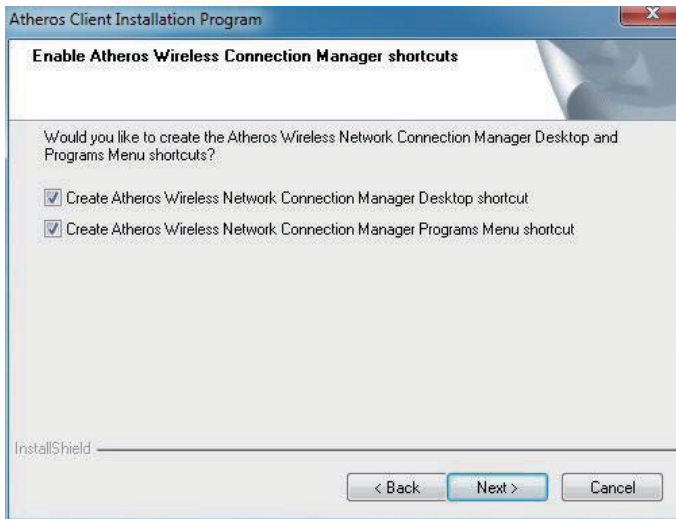 Atheros Client Installation Program
X
Enable Atheros Wireless Connection Manager shortcuts
Would you like to create the Atheros Wireless Network Connection Manager Desktop and
Programs Menu shortcuts?
Create Atheros Wireless Network Connection Manager Desktop shortcut
Create Atheros Wireless Network Connection Manager Programs Menu shortcut
InstallShield
< Back Next > Cancel